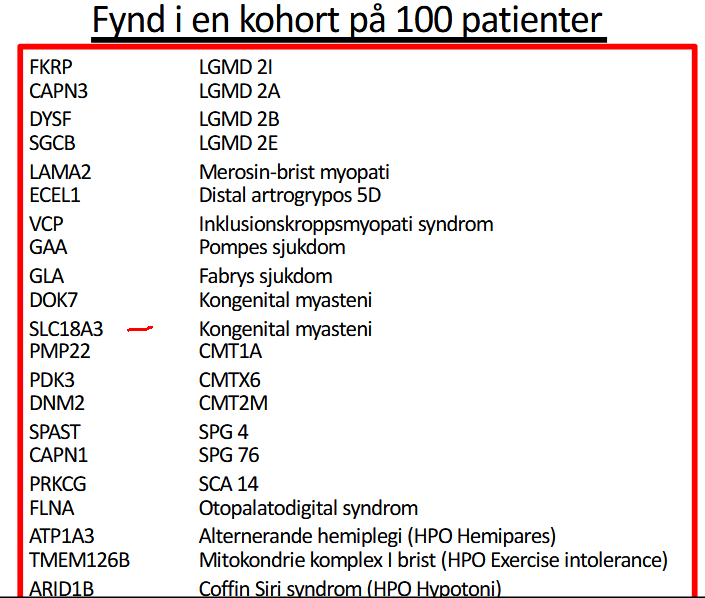 Fynd i en kohort på 100 patienter
FKRP LGMD 2I
CAPN3 LGMD 2A
DYSF LGMD 2B
SGCB LGMD 2E
LAMA2 Merosin-brist myopati
ECEL1 Distal artrogrypos 5D
VCP Inklusionskroppsmyopati syndrom
GAA Pompes sjukdom
GLA Fabrys sjukdom
DOK7 Kongenital myasteni
SLC18A3 Kongenital myasteni
PMP22 CMT1A
PDK3 CMTX6
DNM2 CMT2M
SPAST SPG 4
CAPN1 SPG 76
PRKCG SCA 14
FLNA Otopalatodigital syndrom
ATP1A3 Alternerande hemiplegi (HPO Hemipares)
TMEM126B Mitokondrie komplex I brist (HPO Exercise intolerance)
ARID1B Coffin Siri syndrom (HPO Hypotoni)